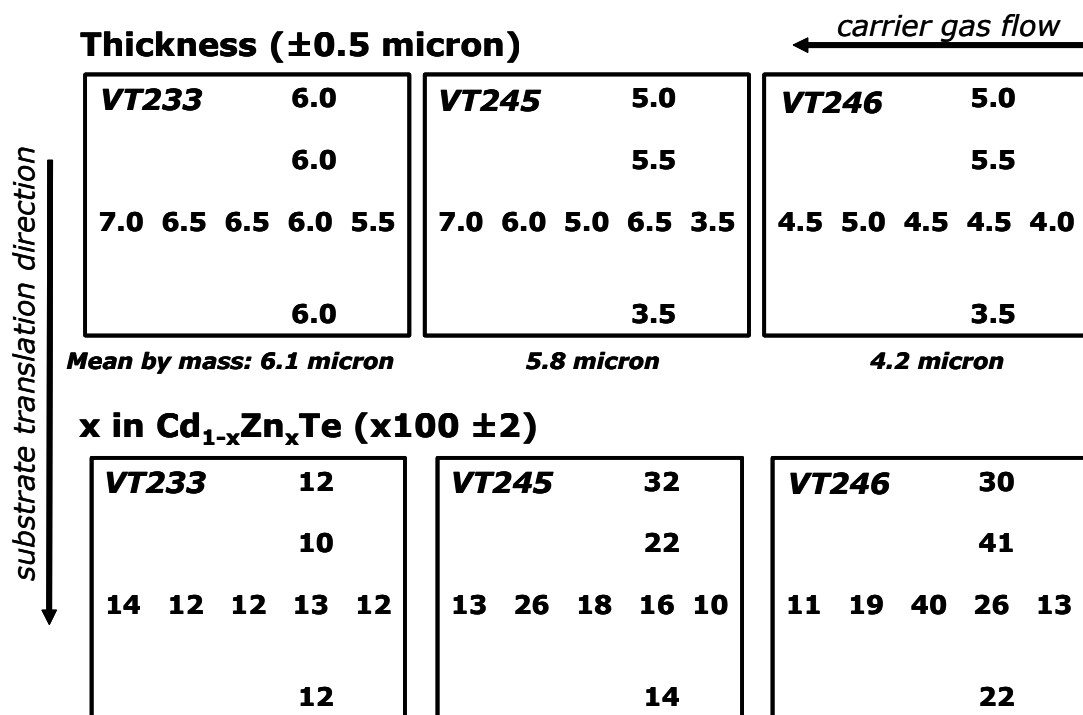 carrier gas flow
Thickness (±0.5 micron)
substrate translation direction
VT233 6.0
6.0
7.0 6.5 6.5 6.0 5.5
6.0
VT245 5.0
5.5
7.0 6.0 5.0 6.5 3.5
3.5
VT246 5.0
5.5
4.5 5.0 4.5 4.5 4.0
3.5
Mean by mass: 6.1 micron
5.8 micron
4.2 micron
x in Cd₁₋ₓZnₓTe (x100 ±2)
VT233 12
10
14 12 12 13 12
12
VT245 32
22
13 26 18 16 10
14
VT246 30
41
11 19 40 26 13
22